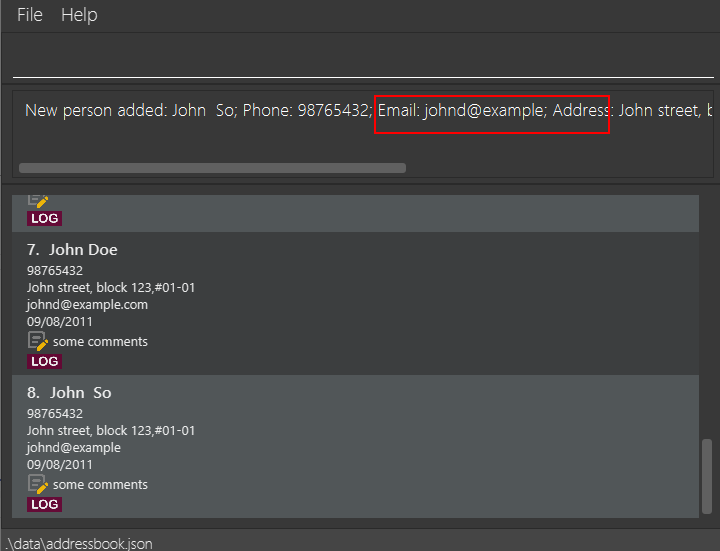 File Help
New person added: John  So; Phone: 98765432; Email: johnd@example; Address: John street, b
LOG
7.  John Doe
98765432
John street, block 123,#01-01
johnd@example.com
09/08/2011
some comments
LOG
8.  John  So
98765432
John street, block 123,#01-01
johnd@example
09/08/2011
some comments
LOG
.\data\addressbook.json